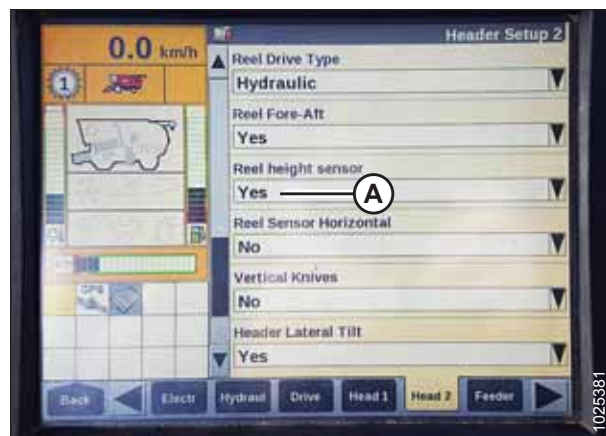 0.0 km/h
Header Setup 2
1
Reel Drive Type
Hydraulic
Reel Fore-Aft
Yes
Reel height sensor
Yes
A
Reel Sensor Horizontal
No
Vertical Knives
No
Header Lateral Tilt
Yes
GPS
Back
Electr
Hydraul
Drive
Head 1
Head 2
Feeder
1025381